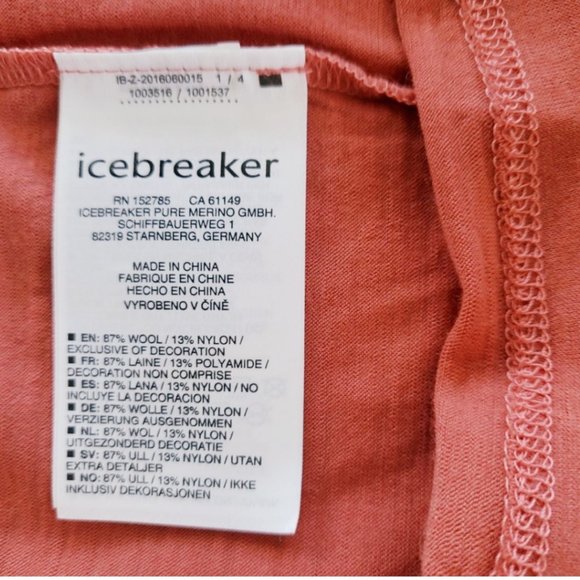 IB-Z-2016060015 1 / 4
1003516 / 1001537
icebreaker
RN 152785 CA 61149
ICEBREAKER PURE MERINO GMBH.
SCHIFFBAUERWEG 1
82319 STARNBERG, GERMANY
MADE IN CHINA
FABRIQUE EN CHINE
HECHO EN CHINA
VYROBENO V ČÍNĚ
EN: 87% WOOL / 13% NYLON /
EXCLUSIVE OF DECORATION
FR: 87% LAINE / 13% POLYAMIDE /
DECORATION NON COMPRISE
ES: 87% LANA / 13% NYLON / NO
INCLUYE LA DECORACION
DE: 87% WOLLE / 13% NYLON /
VERZIERUNG AUSGENOMMEN
NL: 87% WOL / 13% NYLON /
UITGEZONDERD DECORATIE
SV: 87% ULL / 13% NYLON / UTAN
EXTRA DETALJER
NO: 87% ULL / 13% NYLON / IKKE
INKLUSIV DEKORASJONEN